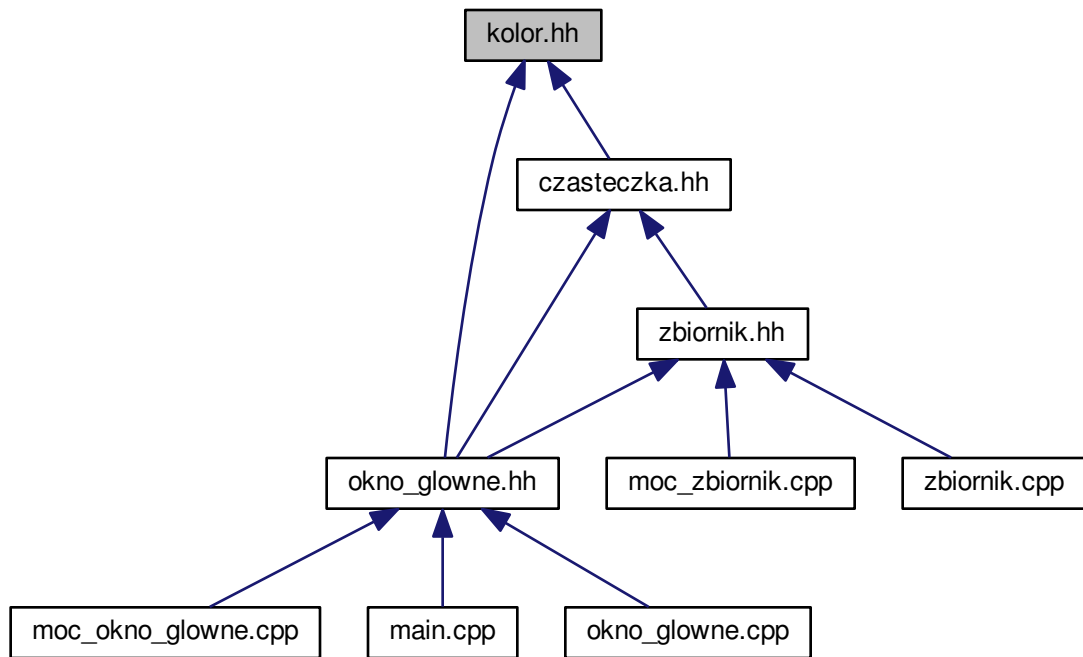 kolor.hh
czasteczka.hh
zbiornik.hh
okno_glowne.hh
moc_zbiornik.cpp
zbiornik.cpp
moc_okno_glowne.cpp
main.cpp
okno_glowne.cpp